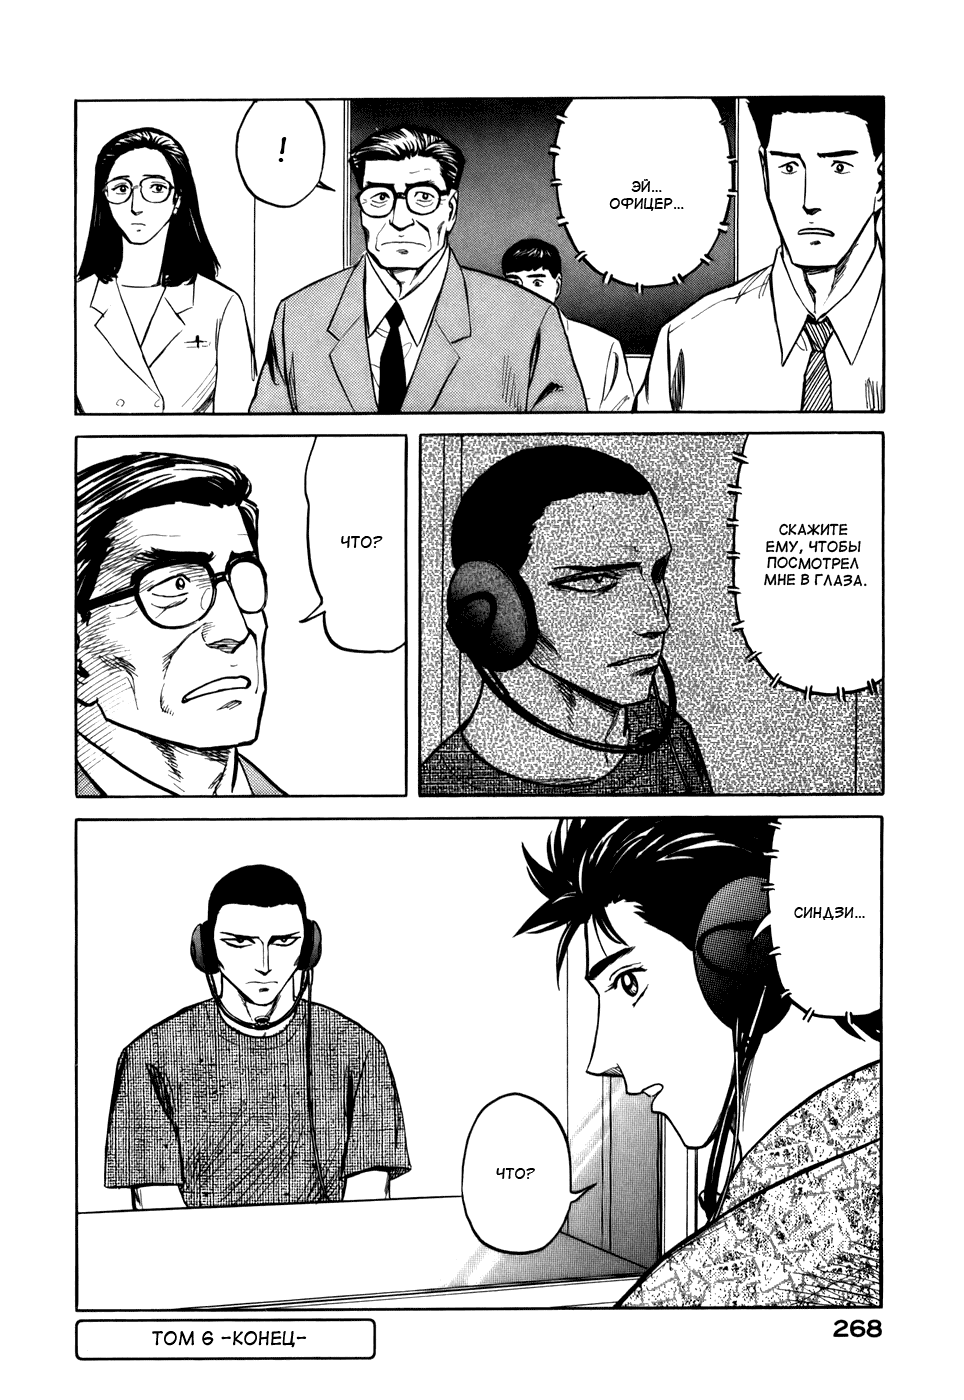 ЭЙ...
ОФИЦЕР...
!
СКАЖИТЕ
ЕМУ, ЧТОБЫ
ПОСМОТРЕЛ
МНЕ В ГЛАЗА.
ЧТО?
СИНДЗИ...
ЧТО?
ТОМ 6 -КОНЕЦ-
268